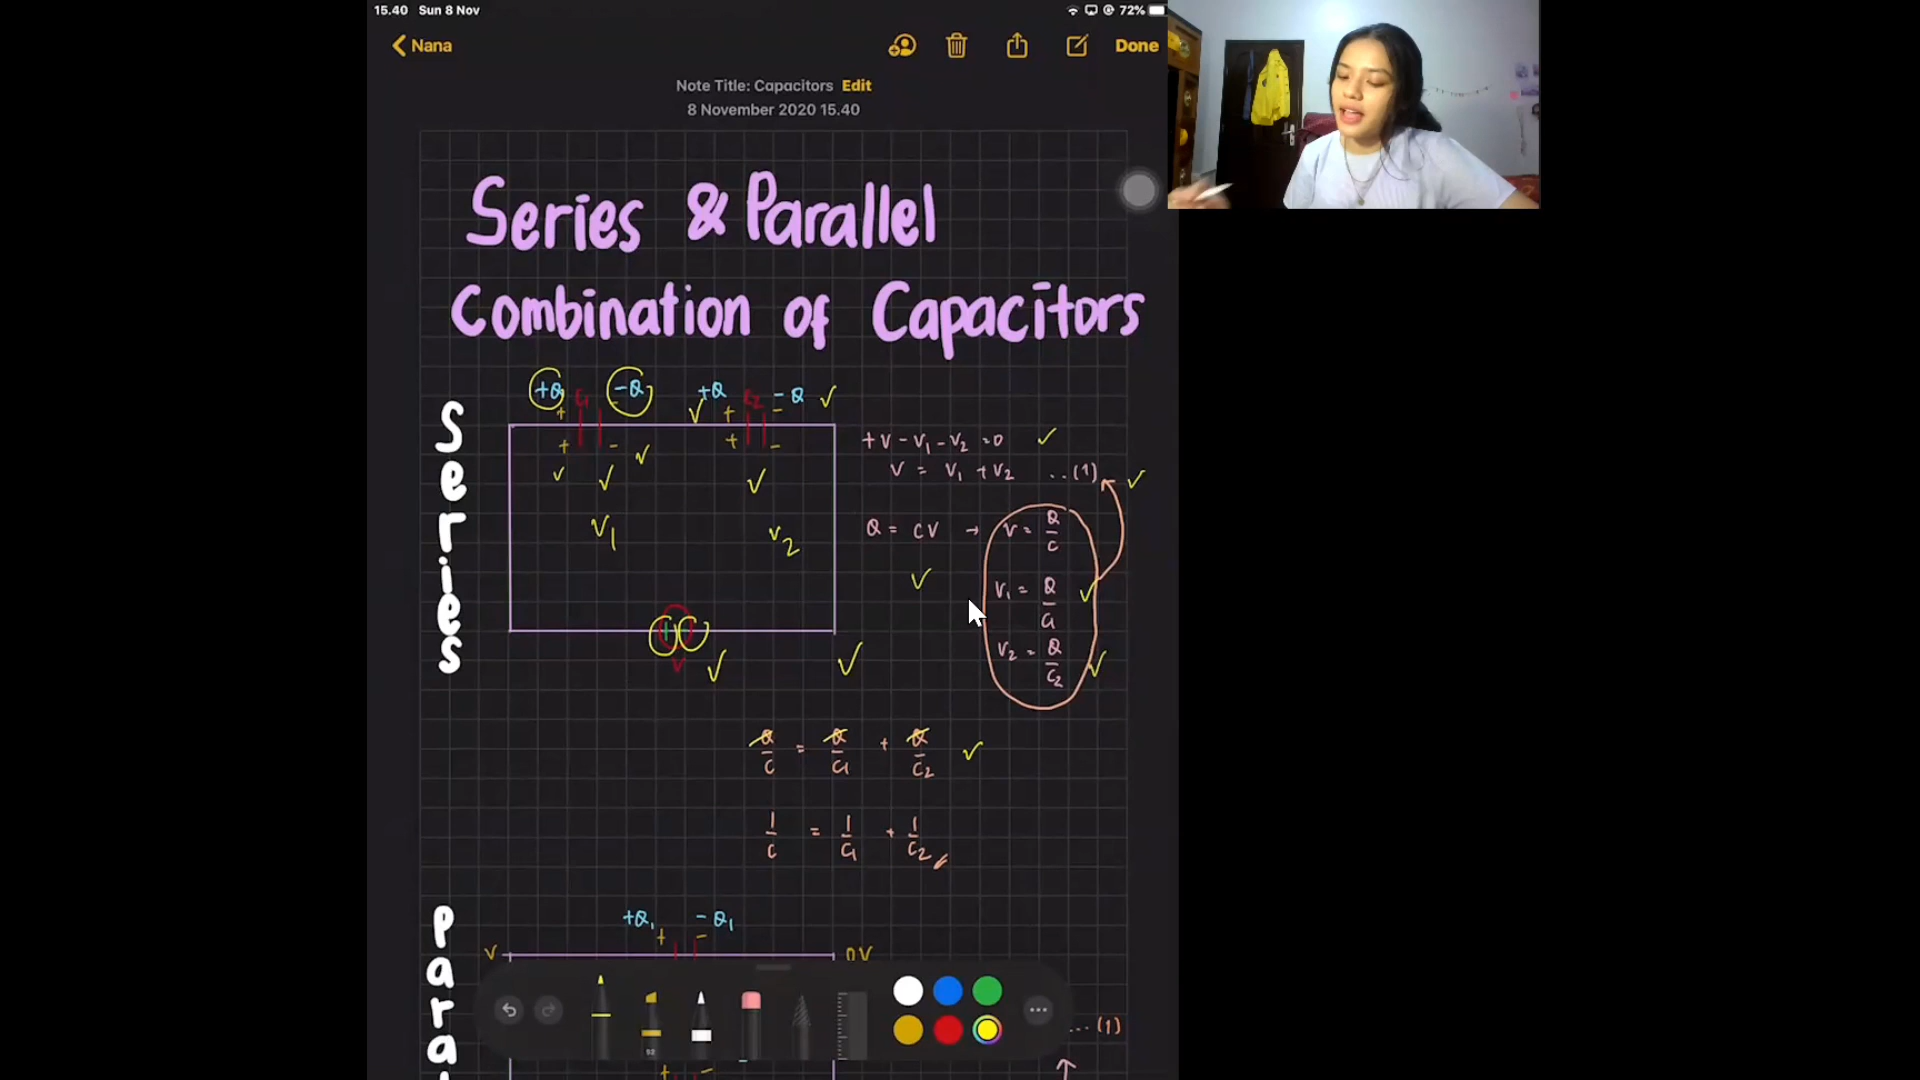 15.40 Sun 8 Nov
72%
Nana
Done
Note Title: Capacitors Edit
8 November 2020 15.40
Series & Parallel
Combination of Capacitors
Series
+Q C1 -Q +Q C2 -Q
+ - + -
+ - + -
V1 V2
V
+V - V1 - V2 = 0
V = V1 + V2 ..(1)
Q = CV → V = Q/C
V1 = Q/C1
V2 = Q/C2
Q/C = Q/C1 + Q/C2
1/C = 1/C1 + 1/C2
Paral
+Q1 -Q1
+ -
V 0V
...(1)
+ -
52